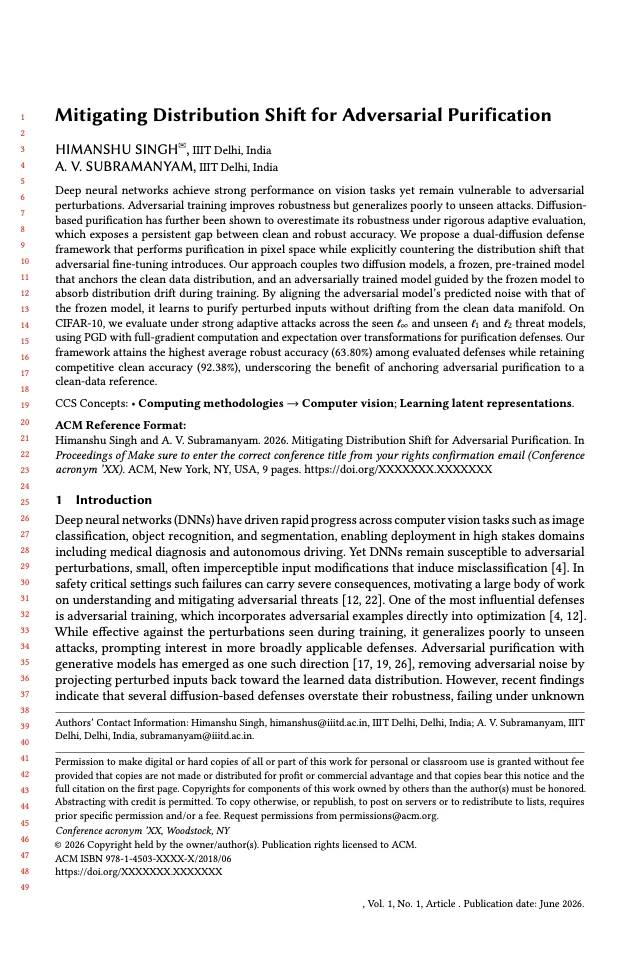 Mitigating Distribution Shift for Adversarial Purification
HIMANSHU SINGH✉, IIIT Delhi, India
A. V. SUBRAMANYAM, IIIT Delhi, India
Deep neural networks achieve strong performance on vision tasks yet remain vulnerable to adversarial
perturbations. Adversarial training improves robustness but generalizes poorly to unseen attacks. Diffusion-
based purification has further been shown to overestimate its robustness under rigorous adaptive evaluation,
which exposes a persistent gap between clean and robust accuracy. We propose a dual-diffusion defense
framework that performs purification in pixel space while explicitly countering the distribution shift that
adversarial fine-tuning introduces. Our approach couples two diffusion models, a frozen, pre-trained model
that anchors the clean data distribution, and an adversarially trained model guided by the frozen model to
absorb distribution drift during training. By aligning the adversarial model's predicted noise with that of
the frozen model, it learns to purify perturbed inputs without drifting from the clean data manifold. On
CIFAR-10, we evaluate under strong adaptive attacks across the seen ℓ∞ and unseen ℓ1 and ℓ2 threat models,
using PGD with full-gradient computation and expectation over transformations for purification defenses. Our
framework attains the highest average robust accuracy (63.80%) among evaluated defenses while retaining
competitive clean accuracy (92.38%), underscoring the benefit of anchoring adversarial purification to a
clean-data reference.
CCS Concepts: • Computing methodologies → Computer vision; Learning latent representations.
ACM Reference Format:
Himanshu Singh and A. V. Subramanyam. 2026. Mitigating Distribution Shift for Adversarial Purification. In
Proceedings of Make sure to enter the correct conference title from your rights confirmation email (Conference
acronym 'XX). ACM, New York, NY, USA, 9 pages. https://doi.org/XXXXXXX.XXXXXXX
1 Introduction
Deep neural networks (DNNs) have driven rapid progress across computer vision tasks such as image
classification, object recognition, and segmentation, enabling deployment in high stakes domains
including medical diagnosis and autonomous driving. Yet DNNs remain susceptible to adversarial
perturbations, small, often imperceptible input modifications that induce misclassification [4]. In
safety critical settings such failures can carry severe consequences, motivating a large body of work
on understanding and mitigating adversarial threats [12, 22]. One of the most influential defenses
is adversarial training, which incorporates adversarial examples directly into optimization [4, 12].
While effective against the perturbations seen during training, it generalizes poorly to unseen
attacks, prompting interest in more broadly applicable defenses. Adversarial purification with
generative models has emerged as one such direction [17, 19, 26], removing adversarial noise by
projecting perturbed inputs back toward the learned data distribution. However, recent findings
indicate that several diffusion-based defenses overstate their robustness, failing under unknown
Authors' Contact Information: Himanshu Singh, himanshus@iiitd.ac.in, IIIT Delhi, Delhi, India; A. V. Subramanyam, IIIT
Delhi, Delhi, India, subramanyam@iiitd.ac.in.
Permission to make digital or hard copies of all or part of this work for personal or classroom use is granted without fee
provided that copies are not made or distributed for profit or commercial advantage and that copies bear this notice and the
full citation on the first page. Copyrights for components of this work owned by others than the author(s) must be honored.
Abstracting with credit is permitted. To copy otherwise, or republish, to post on servers or to redistribute to lists, requires
prior specific permission and/or a fee. Request permissions from permissions@acm.org.
Conference acronym 'XX, Woodstock, NY
© 2026 Copyright held by the owner/author(s). Publication rights licensed to ACM.
ACM ISBN 978-1-4503-XXXX-X/2018/06
https://doi.org/XXXXXXX.XXXXXXX
, Vol. 1, No. 1, Article . Publication date: June 2026.
1
2
3
4
5
6
7
8
9
10
11
12
13
14
15
16
17
18
19
20
21
22
23
24
25
26
27
28
29
30
31
32
33
34
35
36
37
38
39
40
41
42
43
44
45
46
47
48
49